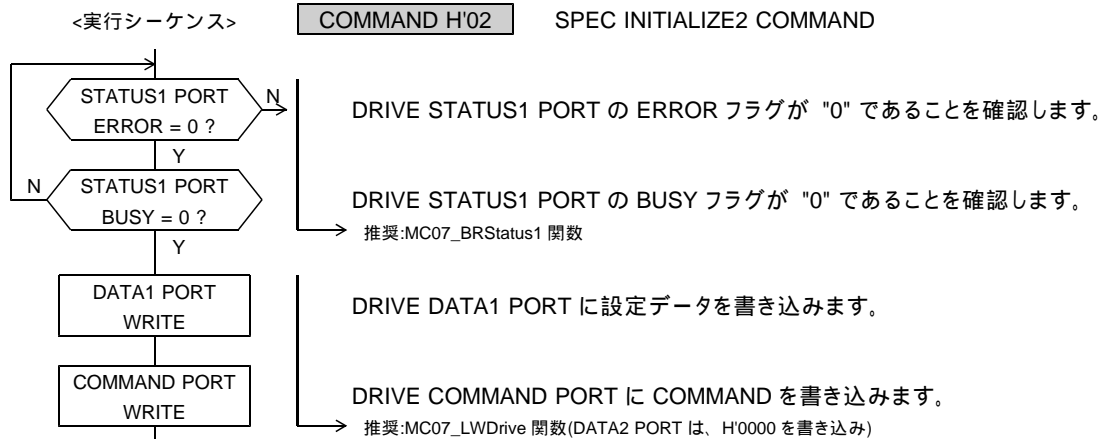 <実行シーケンス>
COMMAND H'02
SPEC INITIALIZE2 COMMAND
STATUS1 PORT
ERROR = 0 ?
N
DRIVE STATUS1 PORT の ERROR フラグが "0" であることを確認します。
Y
N
STATUS1 PORT
BUSY = 0 ?
DRIVE STATUS1 PORT の BUSY フラグが "0" であることを確認します。
推奨:MC07_BRStatus1 関数
Y
DATA1 PORT
WRITE
DRIVE DATA1 PORT に設定データを書き込みます。
COMMAND PORT
WRITE
DRIVE COMMAND PORT に COMMAND を書き込みます。
推奨:MC07_LWDrive 関数(DATA2 PORT は、H'0000 を書き込み)